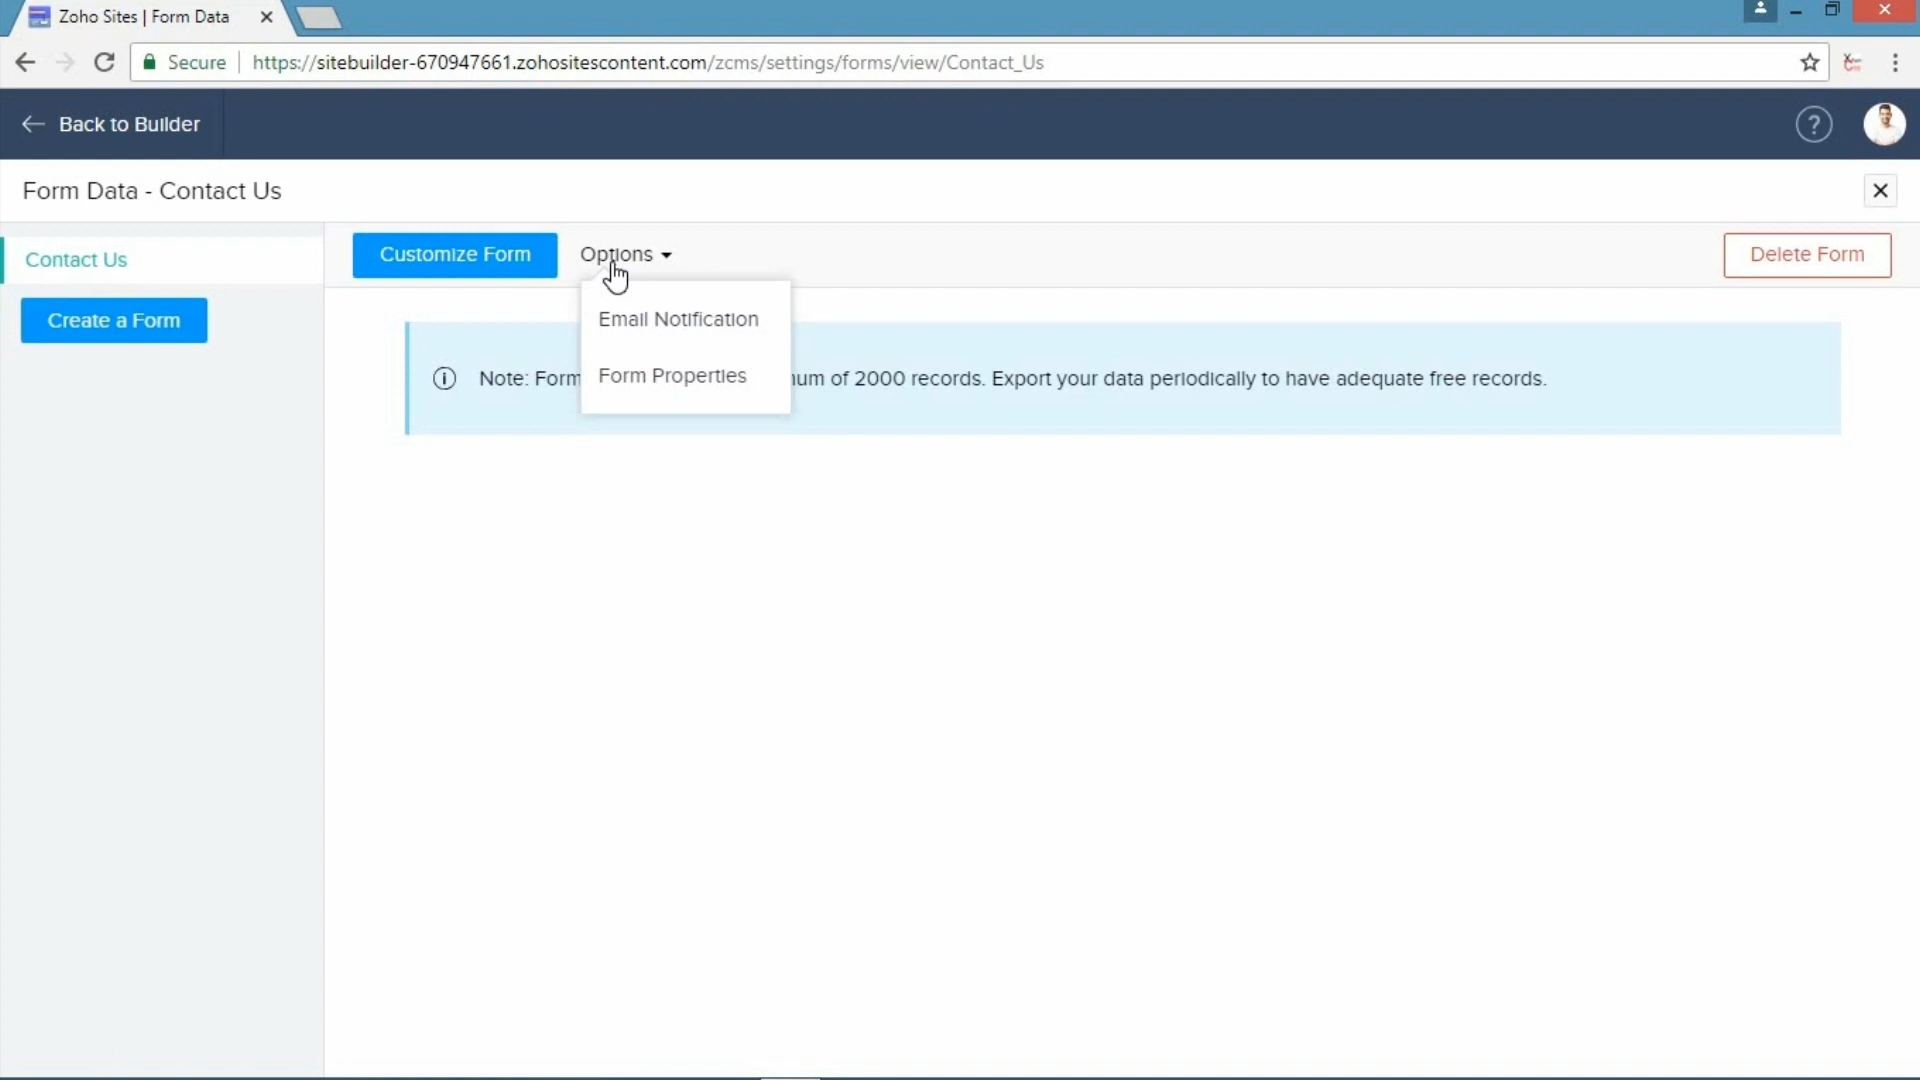 Zoho Sites | Form Data
Secure
https://sitebuilder-670947661.zohositescontent.com/zcms/settings/forms/view/Contact_Us
Back to Builder
?
Form Data - Contact Us
Contact Us
Customize Form
Options
Delete Form
Create a Form
Email Notification
Form Properties
Note: Form num of 2000 records. Export your data periodically to have adequate free records.